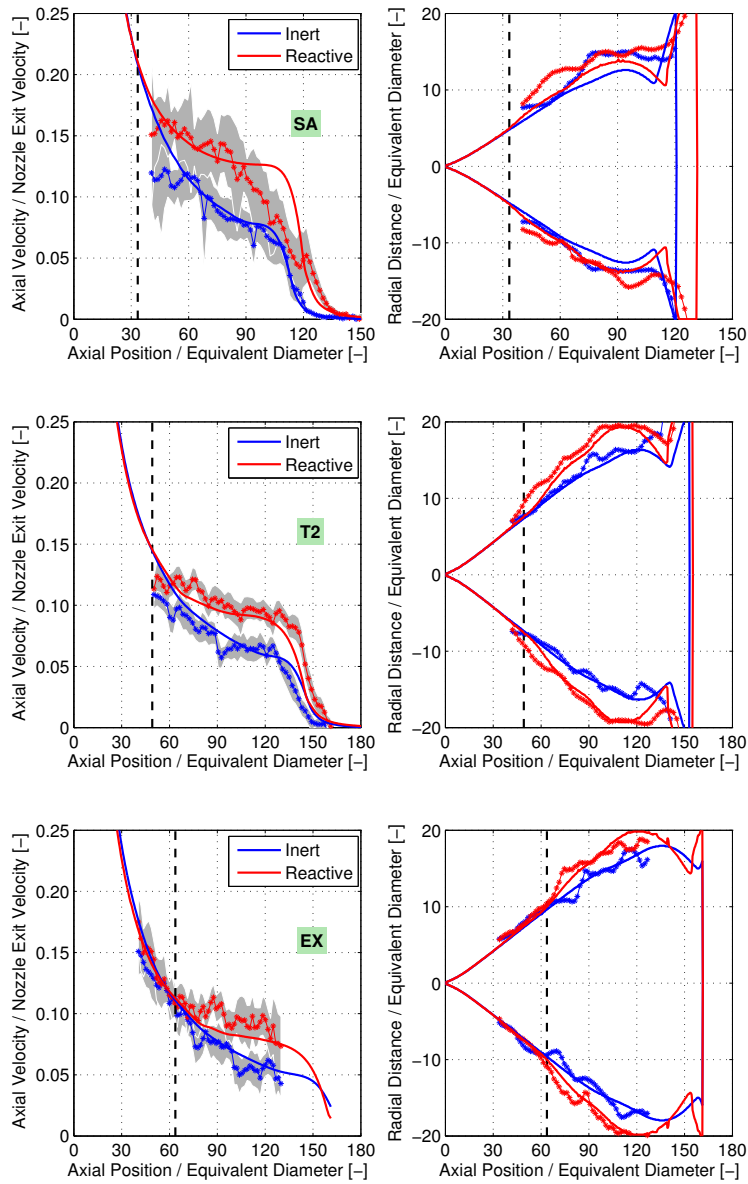 0.25
0.20
0.15
0.10
0.05
0
Axial Velocity / Nozzle Exit Velocity [−]
Inert
Reactive
SA
0 30 60 90 120 150
Axial Position / Equivalent Diameter [−]
20
10
0
−10
−20
Radial Distance / Equivalent Diameter [−]
0 30 60 90 120 150
Axial Position / Equivalent Diameter [−]
0.25
0.20
0.15
0.10
0.05
0
Axial Velocity / Nozzle Exit Velocity [−]
Inert
Reactive
T2
0 30 60 90 120 150 180
Axial Position / Equivalent Diameter [−]
20
10
0
−10
−20
Radial Distance / Equivalent Diameter [−]
0 30 60 90 120 150 180
Axial Position / Equivalent Diameter [−]
0.25
0.20
0.15
0.10
0.05
0
Axial Velocity / Nozzle Exit Velocity [−]
Inert
Reactive
EX
0 30 60 90 120 150 180
Axial Position / Equivalent Diameter [−]
20
10
0
−10
−20
Radial Distance / Equivalent Diameter [−]
0 30 60 90 120 150 180
Axial Position / Equivalent Diameter [−]